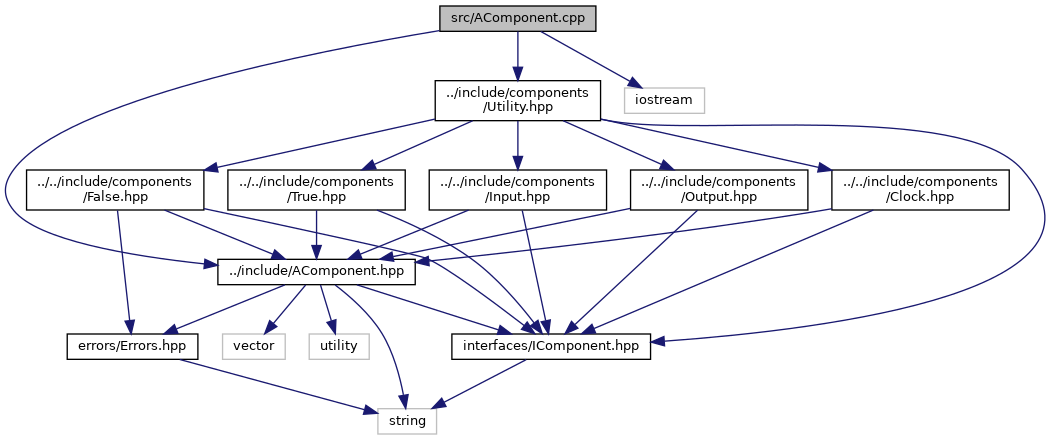 src/AComponent.cpp
../include/components
/Utility.hpp
iostream
../../include/components
/False.hpp
../../include/components
/True.hpp
../../include/components
/Input.hpp
../../include/components
/Output.hpp
../../include/components
/Clock.hpp
../include/AComponent.hpp
errors/Errors.hpp
vector
utility
interfaces/IComponent.hpp
string